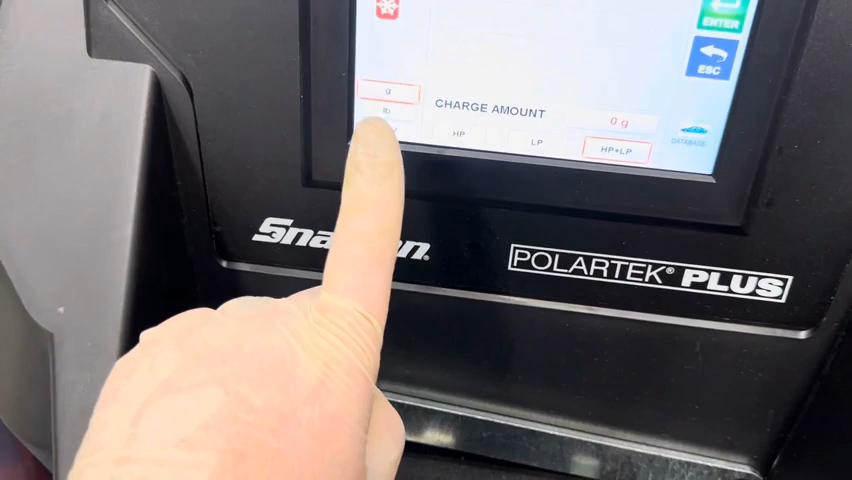 ENTER
ESC
g
lb
CHARGE AMOUNT
0 g
HP
LP
HP+LP
DATABASE
POLARTEK® PLUS